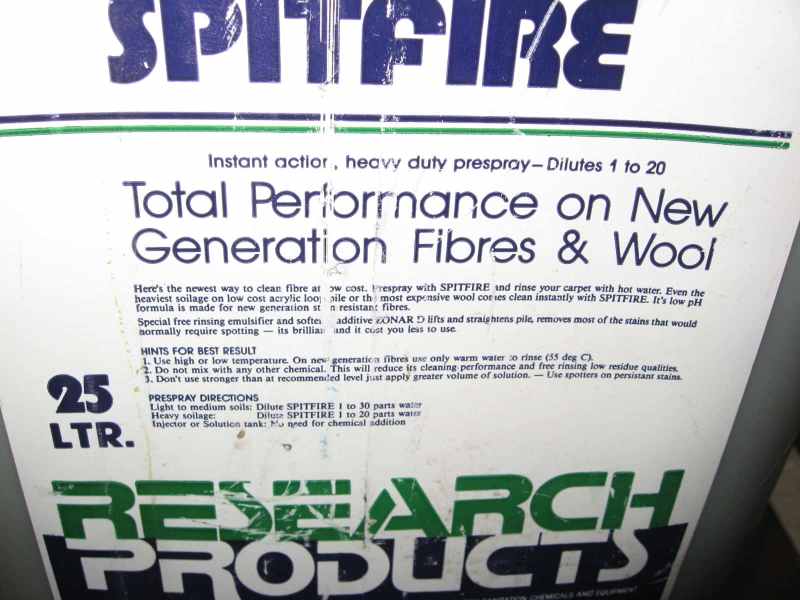 SPITFIRE
Instant action, heavy duty prespray—Dilutes 1 to 20
Total Performance on New
Generation Fibres & Wool
Here's the newest way to clean fibre at low cost. Prespray with SPITFIRE and rinse your carpet with hot water. Even the
heaviest soilage on low cost acrylic loop pile or the most expensive wool comes clean instantly with SPITFIRE. It's low pH
formula is made for new generation stain resistant fibres.
Special free rinsing emulsifier and softener additive ZONAR D lifts and straightens pile, removes most of the stains that would
normally require spotting — its brilliant and it cost you less to use.
HINTS FOR BEST RESULT
1. Use high or low temperature. On new generation fibres use only warm water to rinse (55 deg C).
2. Do not mix with any other chemical. This will reduce its cleaning performance and free rinsing low residue qualities.
3. Don't use stronger than at recommended level just apply greater volume of solution. — Use spotters on persistant stains.
PRESPRAY DIRECTIONS
Light to medium soils: Dilute SPITFIRE 1 to 30 parts water
Heavy soilage: Dilute SPITFIRE 1 to 20 parts water
Injector or Solution tank: No need for chemical addition
25
LTR.
RESEARCH
PRODUCTS
CHEMICALS AND EQUIPMENT